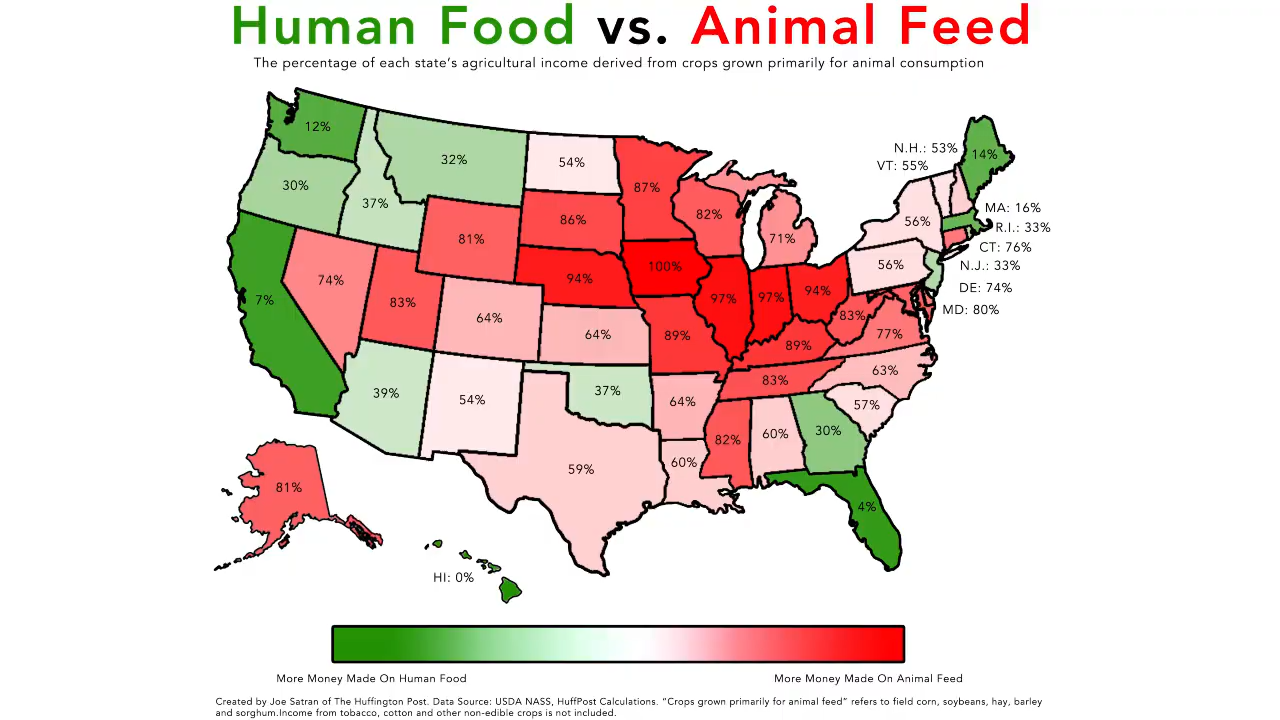 Human Food vs. Animal Feed
The percentage of each state's agricultural income derived from crops grown primarily for animal consumption
12%
32%
54%
87%
N.H.: 53%
VT: 55%
14%
30%
37%
81%
86%
82%
71%
56%
MA: 16%
R.I.: 33%
CT: 76%
7%
74%
83%
94%
100%
97%
97%
94%
56%
N.J.: 33%
DE: 74%
MD: 80%
64%
64%
89%
89%
83%
77%
39%
54%
37%
64%
83%
63%
57%
59%
60%
82%
60%
30%
4%
81%
HI: 0%
More Money Made On Human Food
More Money Made On Animal Feed
Created by Joe Satran of The Huffington Post. Data Source: USDA NASS, HuffPost Calculations. "Crops grown primarily for animal feed" refers to field corn, soybeans, hay, barley
and sorghum.Income from tobacco, cotton and other non-edible crops is not included.